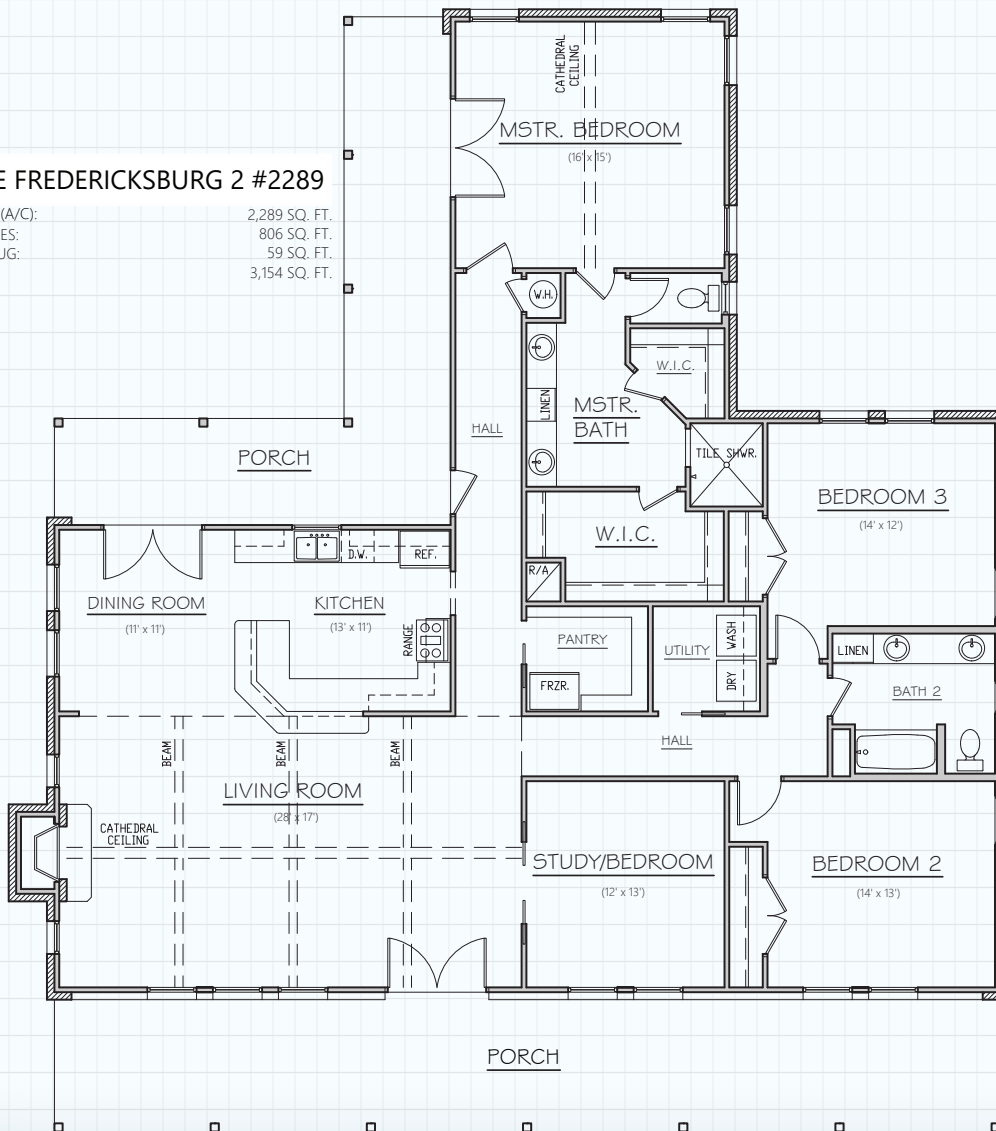 CATHEDRAL
CEILING
MSTR. BEDROOM
(16' x 15')
E FREDERICKSBURG 2 #2289
(A/C): 2,289 SQ. FT.
ES: 806 SQ. FT.
UG: 59 SQ. FT.
3,154 SQ. FT.
W.H.
W.I.C.
LINEN
MSTR.
BATH
HALL
TILE SHWR.
PORCH
BEDROOM 3
(14' x 12')
W.I.C.
D.W.
REF.
R/A
DINING ROOM
(11' x 11')
KITCHEN
(13' x 11')
RANGE
PANTRY
UTILITY
WASH
DRY
FRZR.
LINEN
BATH 2
HALL
BEAM
BEAM
BEAM
LIVING ROOM
(28' x 17')
CATHEDRAL
CEILING
STUDY/BEDROOM
(12' x 13')
BEDROOM 2
(14' x 13')
PORCH